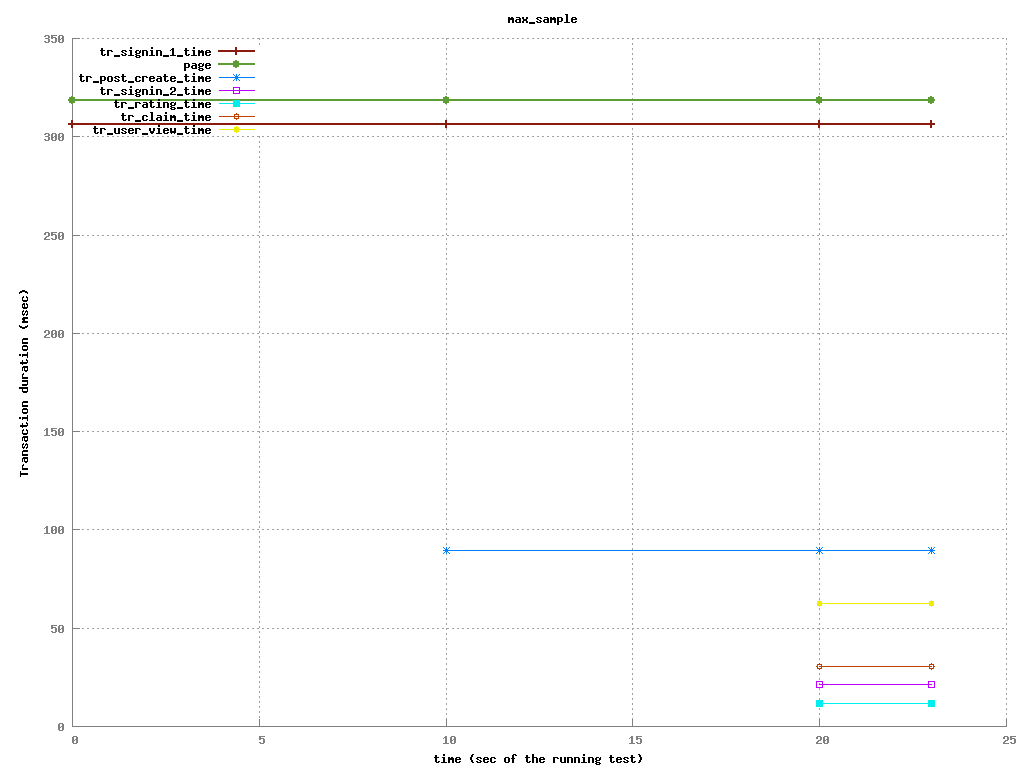 max_sample
350
300
250
200
150
100
50
0
tr_signin_1_time
page
tr_post_create_time
tr_signin_2_time
tr_rating_time
tr_claim_time
tr_user_view_time
Transaction duration (msec)
0 5 10 15 20 25
time (sec of the running test)